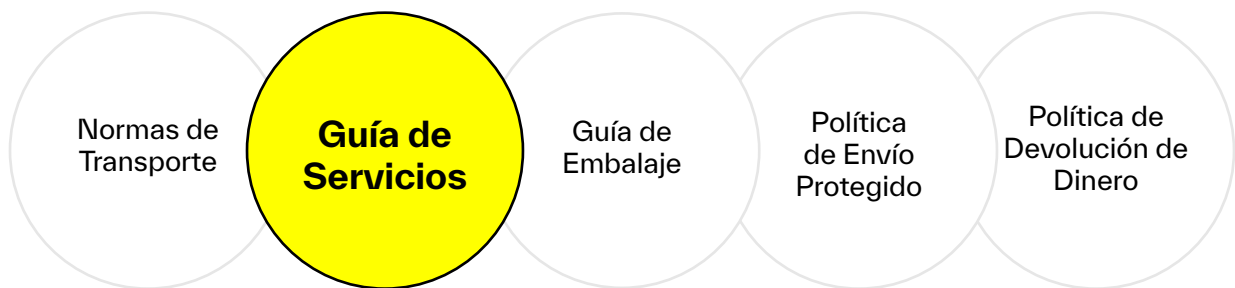 Normas de
Transporte
Guía de
Servicios
Guía de
Embalaje
Política
de Envío
Protegido
Política de
Devolución de
Dinero